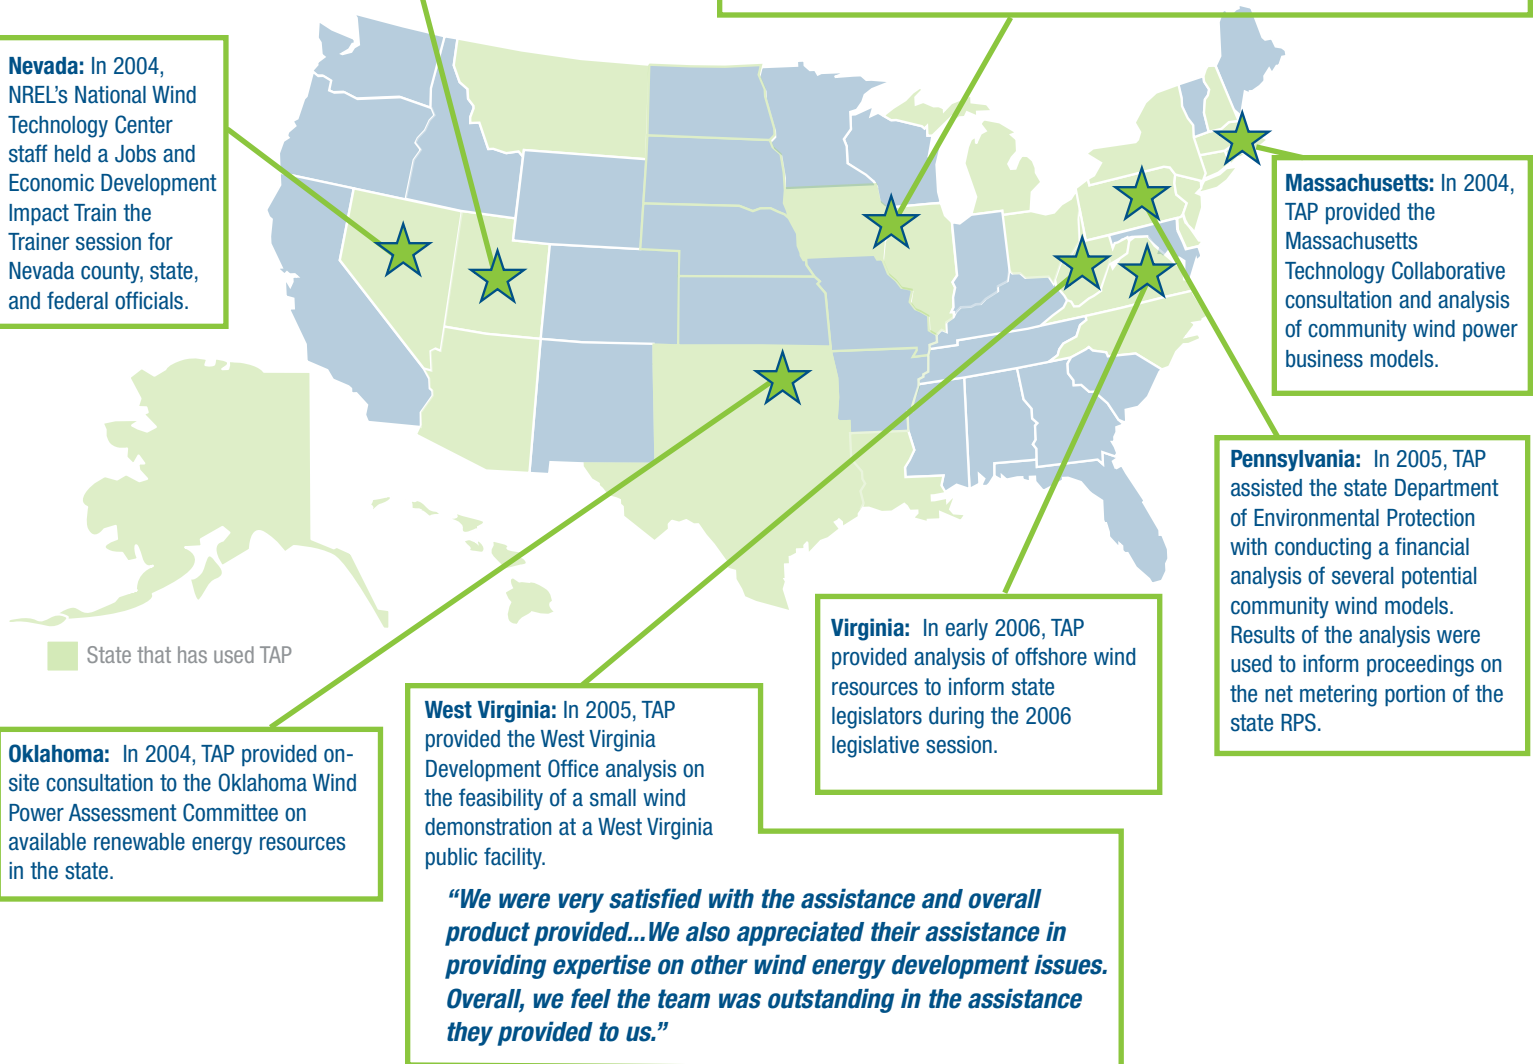 Nevada: In 2004,
NREL's National Wind
Technology Center
staff held a Jobs and
Economic Development
Impact Train the
Trainer session for
Nevada county, state,
and federal officials.
Massachusetts: In 2004,
TAP provided the
Massachusetts
Technology Collaborative
consultation and analysis
of community wind power
business models.
Pennsylvania: In 2005, TAP
assisted the state Department
of Environmental Protection
with conducting a financial
analysis of several potential
community wind models.
Results of the analysis were
used to inform proceedings on
the net metering portion of the
state RPS.
State that has used TAP
Virginia: In early 2006, TAP
provided analysis of offshore wind
resources to inform state
legislators during the 2006
legislative session.
West Virginia: In 2005, TAP
provided the West Virginia
Development Office analysis on
the feasibility of a small wind
demonstration at a West Virginia
public facility.
"We were very satisfied with the assistance and overall
product provided...We also appreciated their assistance in
providing expertise on other wind energy development issues.
Overall, we feel the team was outstanding in the assistance
they provided to us."
Oklahoma: In 2004, TAP provided on-
site consultation to the Oklahoma Wind
Power Assessment Committee on
available renewable energy resources
in the state.